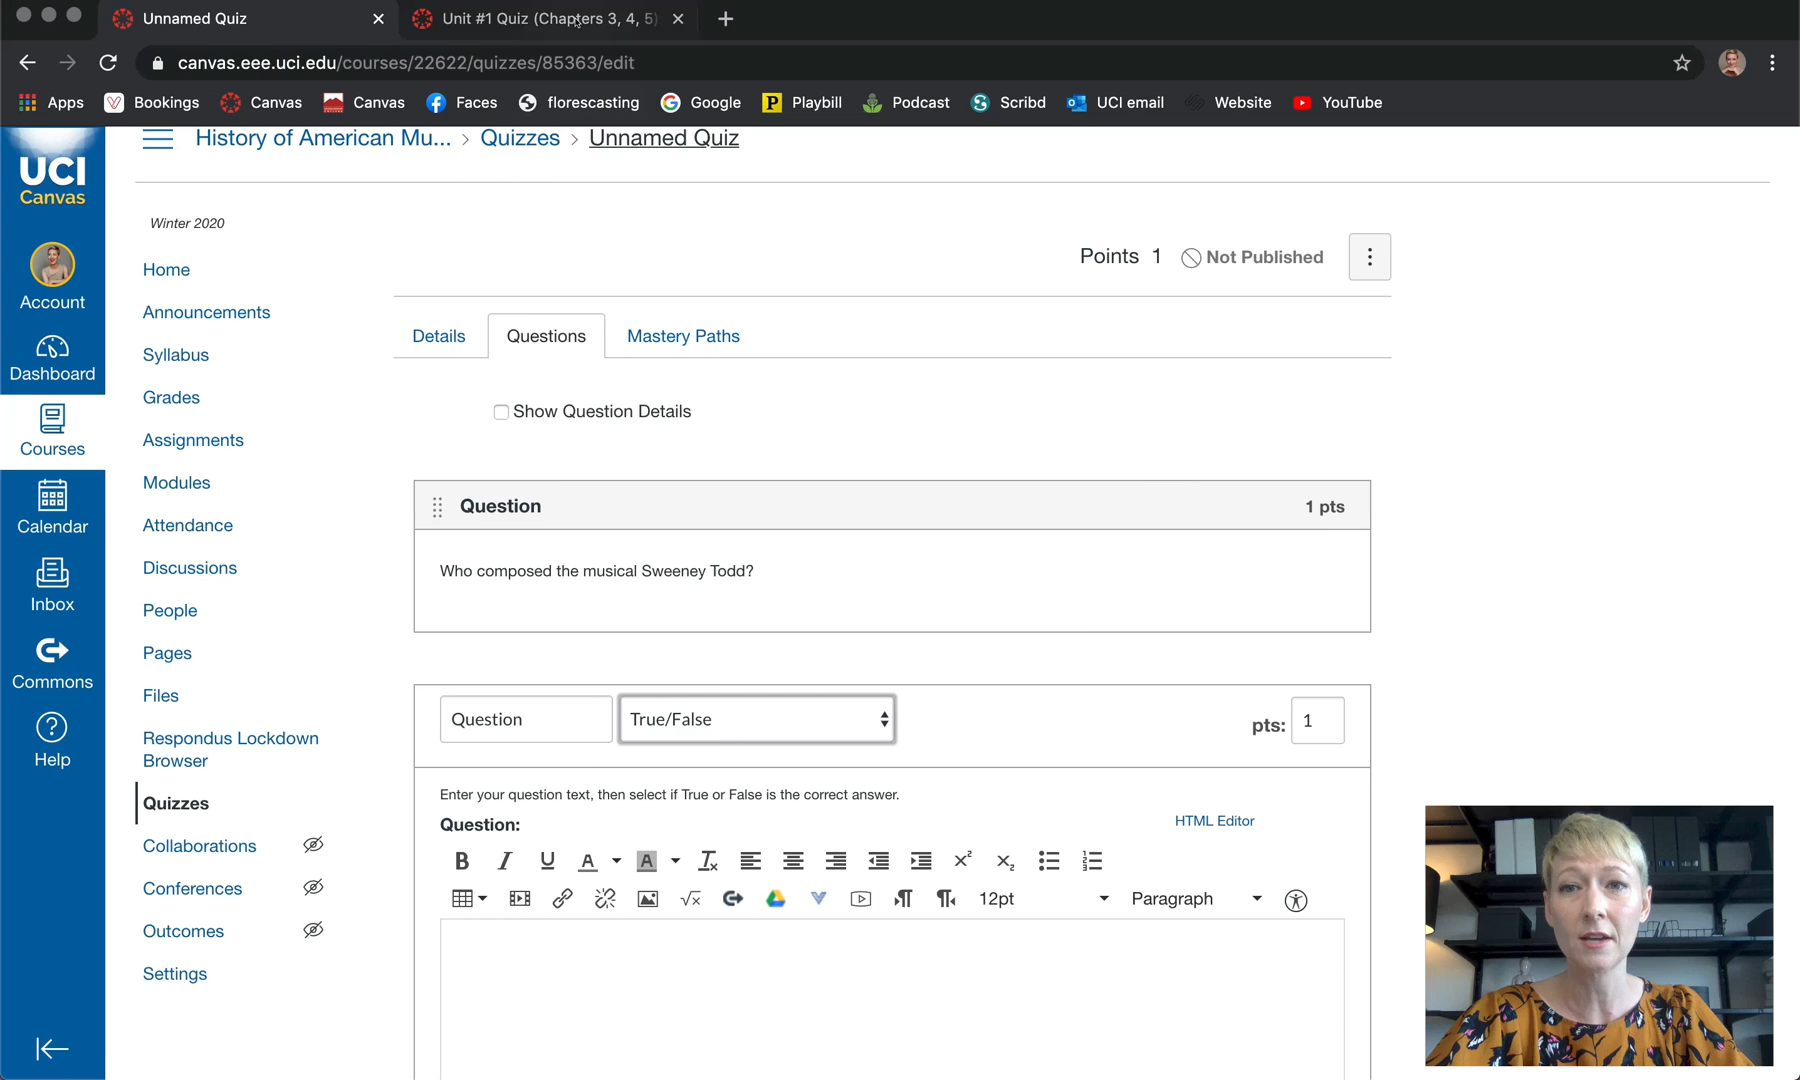 Unnamed Quiz
Unit #1 Quiz (Chapters 3, 4, 5)
canvas.eee.uci.edu/courses/22622/quizzes/85363/edit
Apps Bookings Canvas Canvas Faces florescasting Google Playbill Podcast Scribd UCI email Website YouTube
UCI
Canvas
Account
Dashboard
Courses
Calendar
Inbox
Commons
Help
History of American Mu... > Quizzes > Unnamed Quiz
Winter 2020
Home
Announcements
Syllabus
Grades
Assignments
Modules
Attendance
Discussions
People
Pages
Files
Respondus Lockdown
Browser
Quizzes
Collaborations
Conferences
Outcomes
Settings
Points 1 Not Published
Details Questions Mastery Paths
Show Question Details
Question 1 pts
Who composed the musical Sweeney Todd?
Question True/False pts: 1
Enter your question text, then select if True or False is the correct answer.
Question: HTML Editor
12pt Paragraph